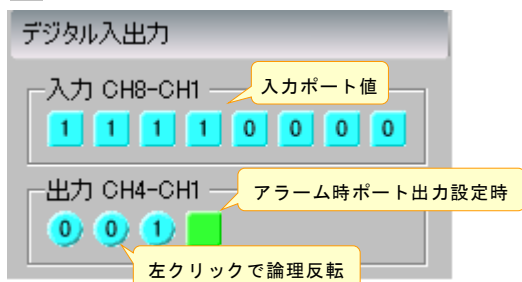 デジタル入出力
入力 CH8-CH1
入力ポート値
1 1 1 1 0 0 0 0
出力 CH4-CH1
アラーム時ポート出力設定時
0 0 1
左クリックで論理反転